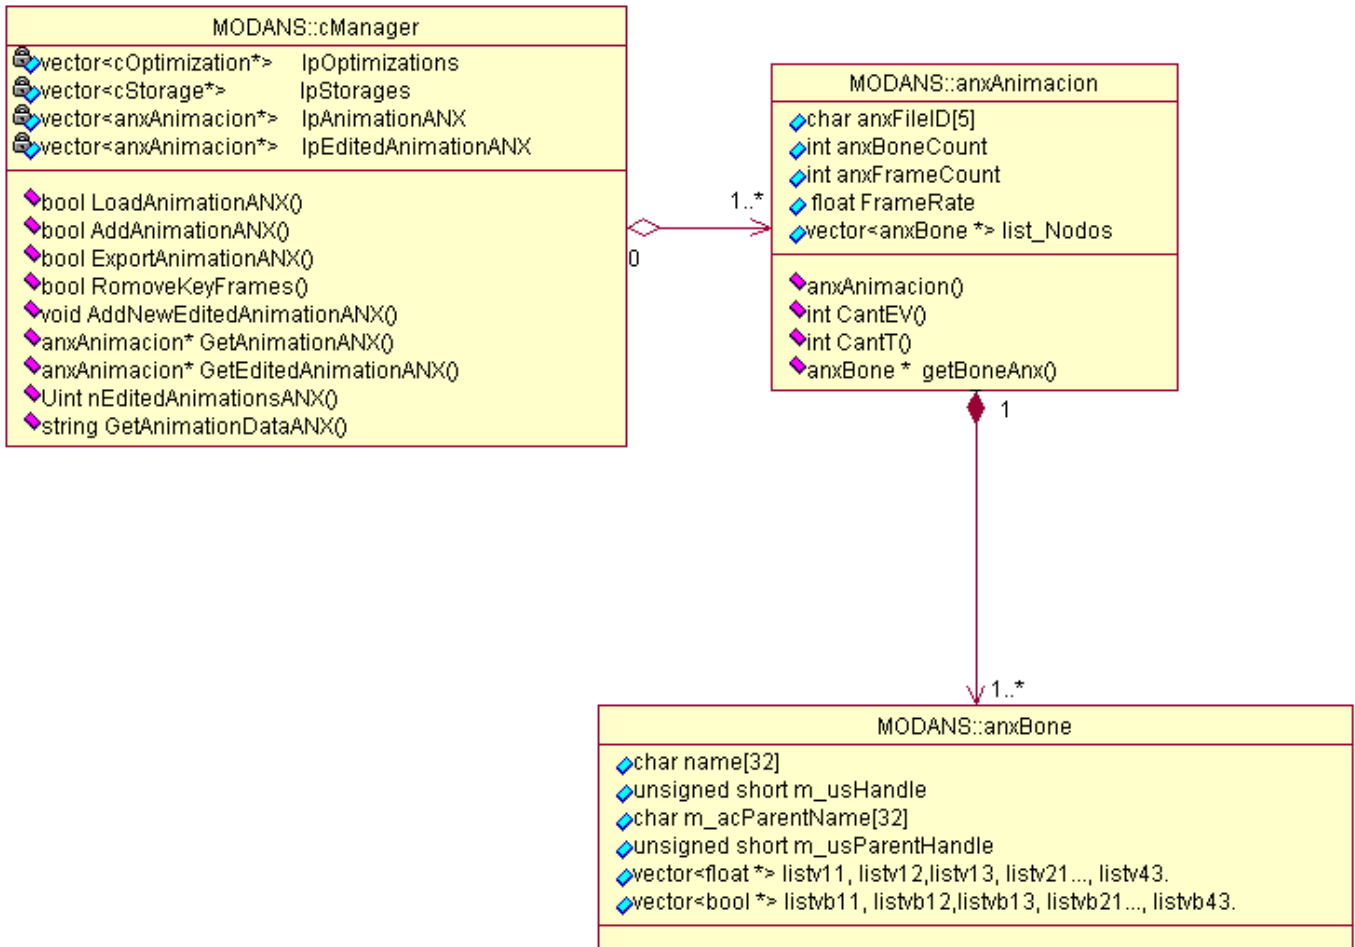 MODANS::cManager
vector<cOptimization*> lpOptimizations
vector<cStorage*> lpStorages
vector<anxAnimacion*> lpAnimationANX
vector<anxAnimacion*> lpEditedAnimationANX
bool LoadAnimationANX()
bool AddAnimationANX()
bool ExportAnimationANX()
bool RomoveKeyFrames()
void AddNewEditedAnimationANX()
anxAnimacion* GetAnimationANX()
anxAnimacion* GetEditedAnimationANX()
Uint nEditedAnimationsANX()
string GetAnimationDataANX()
0
1..*
MODANS::anxAnimacion
char anxFileID[5]
int anxBoneCount
int anxFrameCount
float FrameRate
vector<anxBone *> list_Nodos
anxAnimacion()
int CantEV()
int CantT()
anxBone * getBoneAnx()
1
1..*
MODANS::anxBone
char name[32]
unsigned short m_usHandle
char m_acParentName[32]
unsigned short m_usParentHandle
vector<float *> listv11, listv12,listv13, listv21..., listv43.
vector<bool *> listvb11, listvb12,listvb13, listvb21..., listvb43.